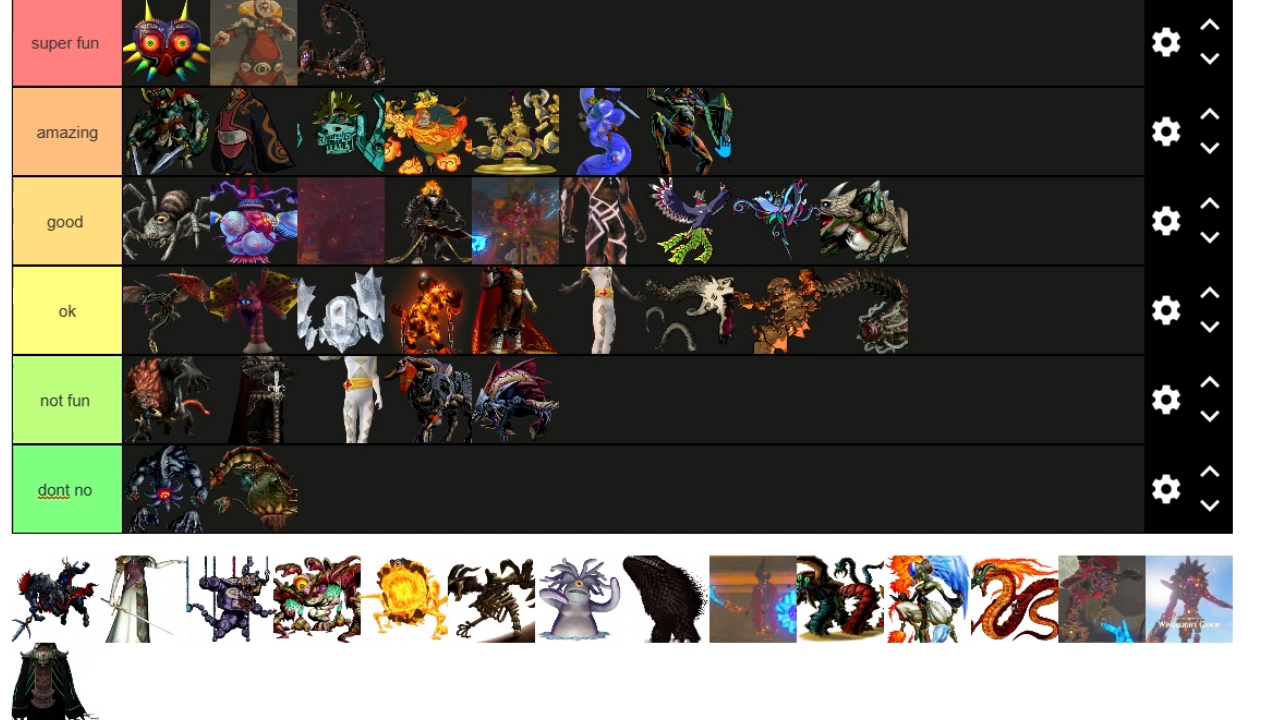 super fun
amazing
good
ok
not fun
dont no